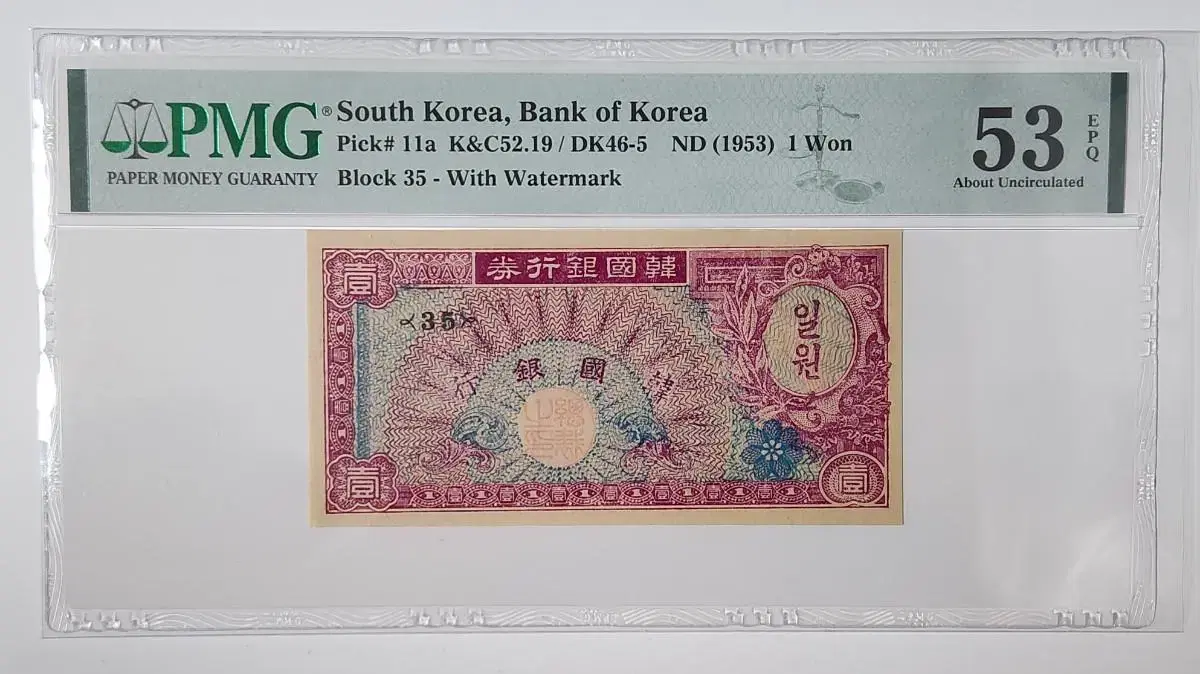 PMG® South Korea, Bank of Korea
Pick# 11a K&C52.19 / DK46-5 ND (1953) 1 Won
PAPER MONEY GUARANTY
Block 35 - With Watermark
53 EPQ
About Uncirculated
券行銀國韓
壹
<35>
일원
行銀國韓
壹
壹